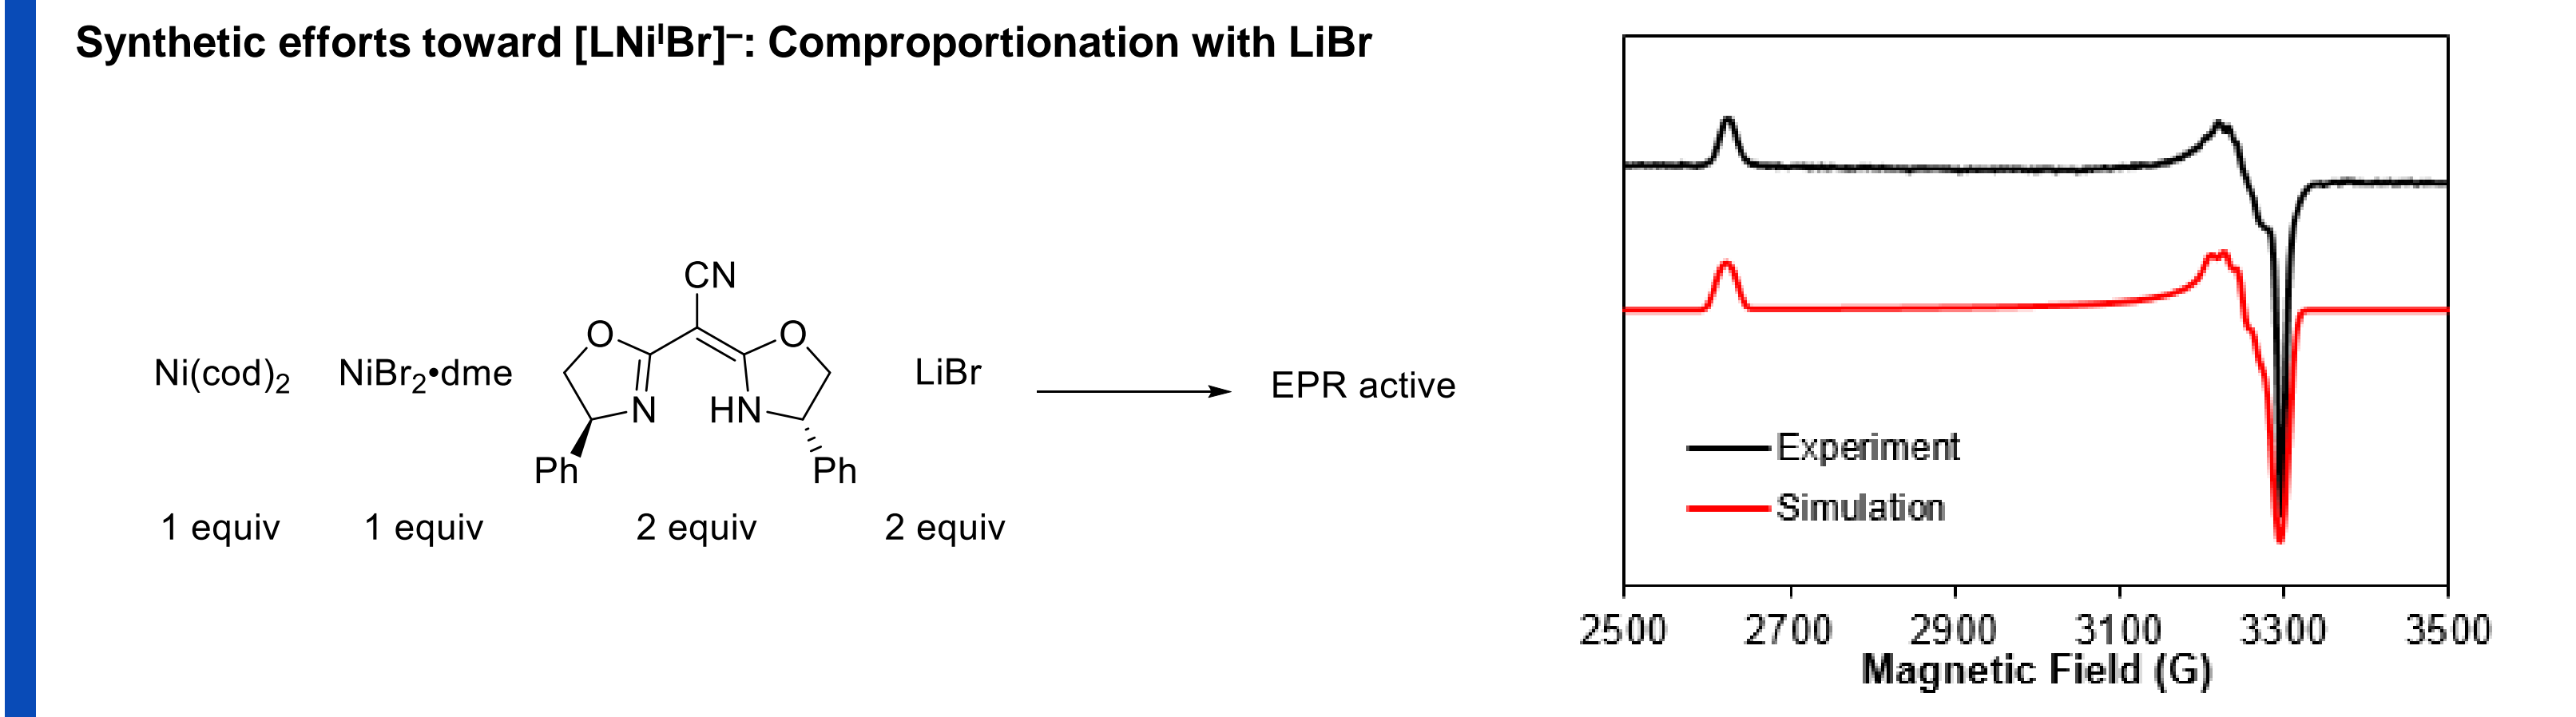 Synthetic efforts toward [LNiᴵBr]⁻: Comproportionation with LiBr
CN
O
O
N
HN
Ph
Ph
Ni(cod)₂
NiBr₂•dme
LiBr
EPR active
1 equiv
1 equiv
2 equiv
2 equiv
Experiment
Simulation
2500 2700 2900 3100 3300 3500
Magnetic Field (G)